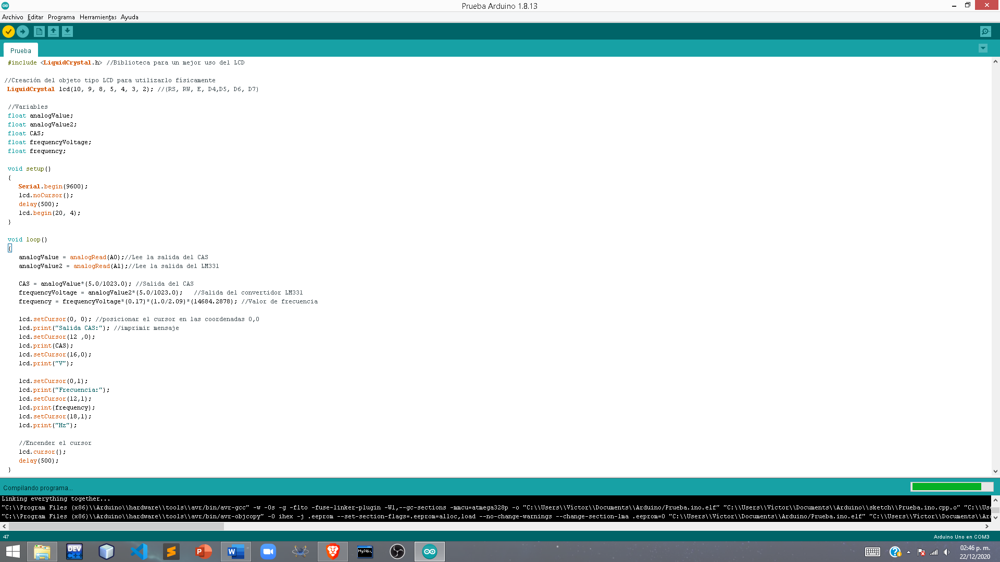 Prueba Arduino 1.8.13
Archivo Editar Programa Herramientas Ayuda
Prueba
#include <LiquidCrystal.h> //Biblioteca para un mejor uso del LCD
//Creación del objeto tipo LCD para utilizarlo físicamente
LiquidCrystal lcd(10, 9, 8, 5, 4, 3, 2); //(RS, RW, E, D4,D5, D6, D7)
//Variables
float analogValue;
float analogValue2;
float CAS;
float frequencyVoltage;
float frequency;
void setup()
{
Serial.begin(9600);
lcd.noCursor();
delay(500);
lcd.begin(20, 4);
}
void loop()
{
analogValue = analogRead(A0);//Lee la salida del CAS
analogValue2 = analogRead(A1);//Lee la salida del LM331
CAS = analogValue*(5.0/1023.0); //Salida del CAS
frequencyVoltage = analogValue2*(5.0/1023.0);   //Salida del convertidor LM331
frequency = frequencyVoltage*(0.17)*(1.0/2.09)*(14684.2878); //Valor de frecuencia
lcd.setCursor(0, 0); //posicionar el cursor en las coordenadas 0,0
lcd.print("Salida CAS:"); //imprimir mensaje
lcd.setCursor(12 ,0);
lcd.print(CAS);
lcd.setCursor(16,0);
lcd.print("V");
lcd.setCursor(0,1);
lcd.print("Frecuencia:");
lcd.setCursor(12,1);
lcd.print(frequency);
lcd.setCursor(18,1);
lcd.print("Hz");
//Encender el cursor
lcd.cursor();
delay(500);
}
Compilando programa...
Linking everything together...
"C:\\Program Files (x86)\\Arduino\\hardware\\tools\\avr/bin/avr-gcc" -w -Os -g -flto -fuse-linker-plugin -Wl,--gc-sections -mmcu=atmega328p -o "C:\\Users\\Víctor\\Documents\\Arduino/Prueba.ino.elf" "C:\\Users\\Víctor\\Documents\\Arduino\\sketch\\Prueba.ino.cpp.o" "C:\\Use
"C:\\Program Files (x86)\\Arduino\\hardware\\tools\\avr/bin/avr-objcopy" -O ihex -j .eeprom --set-section-flags=.eeprom=alloc,load --no-change-warnings --change-section-lma .eeprom=0 "C:\\Users\\Víctor\\Documents\\Arduino/Prueba.ino.elf" "C:\\Users\\Víctor\\Documents\\Ard
47
Arduino Uno en COM3
DEV C++
P
W
MySQL
02:46 p. m.
22/12/2020